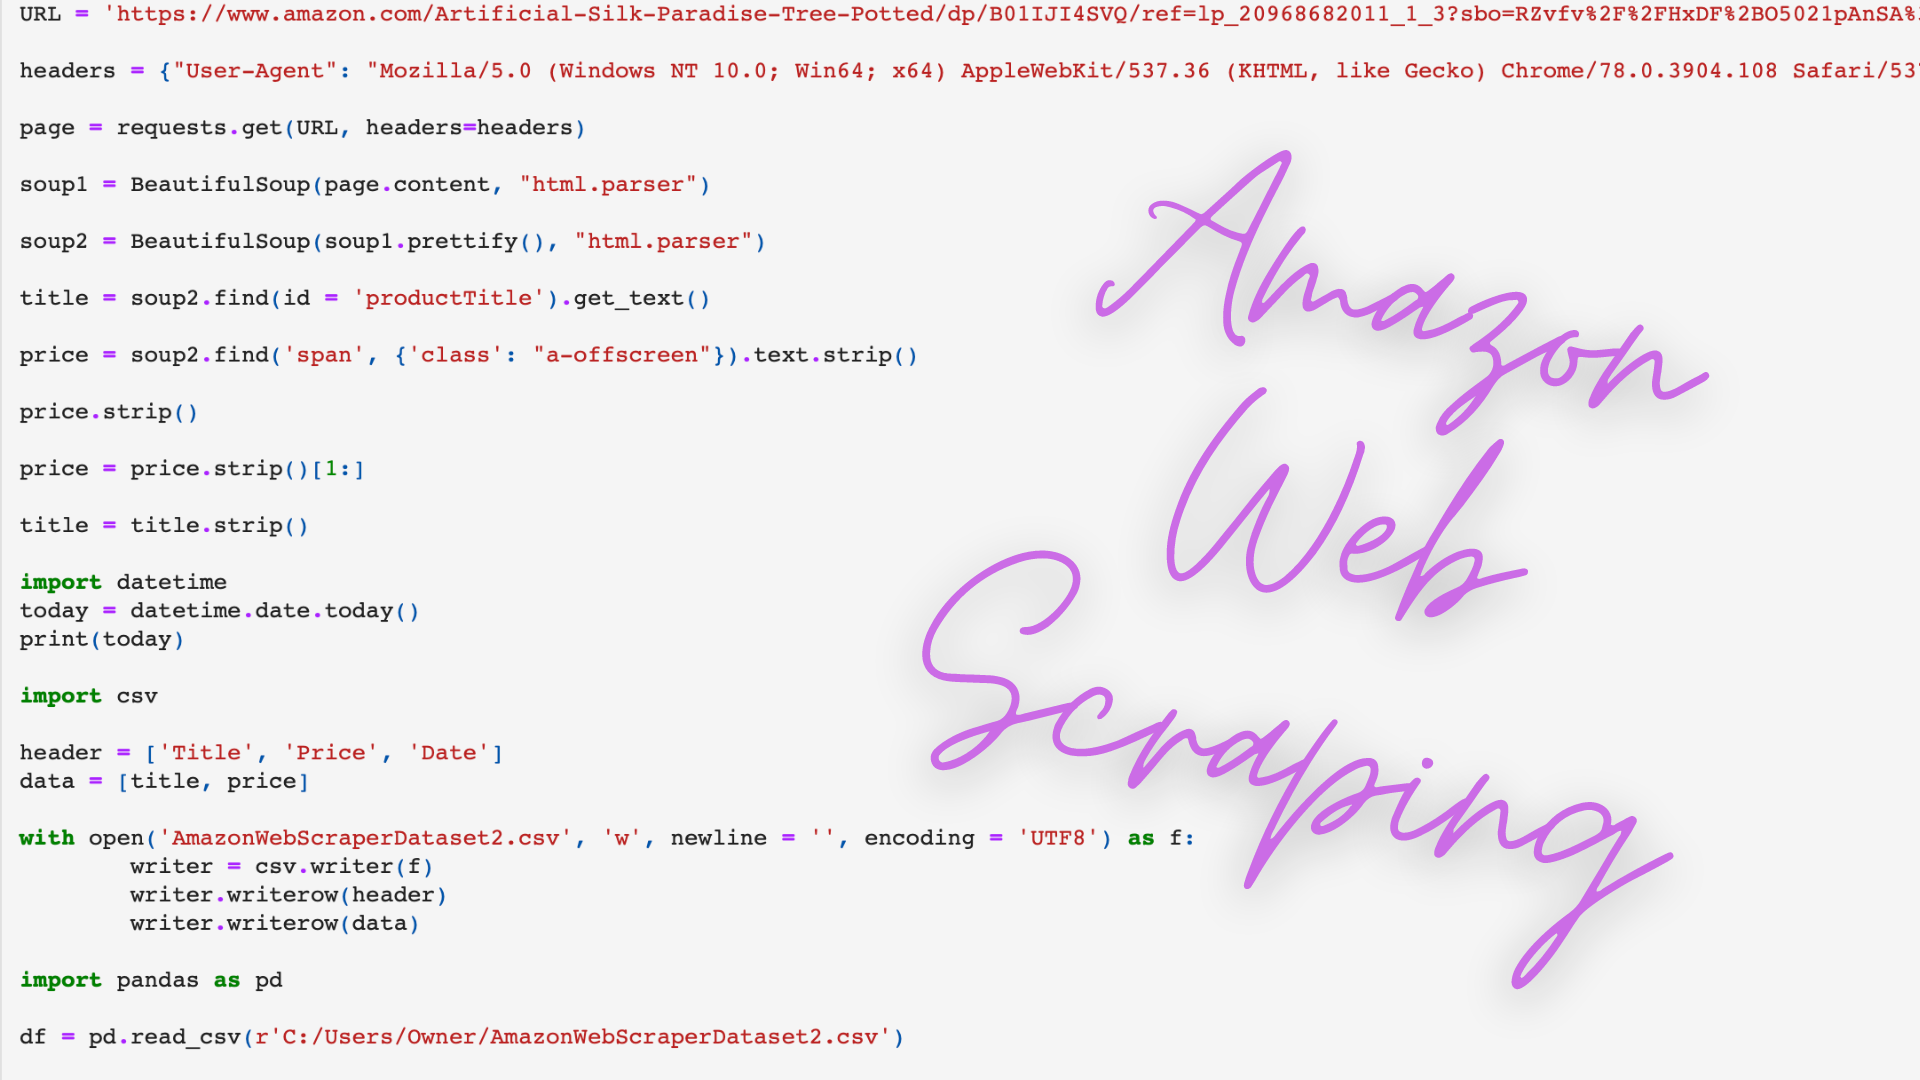 URL = 'https://www.amazon.com/Artificial-Silk-Paradise-Tree-Potted/dp/B01IJI4SVQ/ref=lp_20968682011_1_3?sbo=RZvfv%2F%2FHxDF%2BO5021pAnSA%
headers = {"User-Agent": "Mozilla/5.0 (Windows NT 10.0; Win64; x64) AppleWebKit/537.36 (KHTML, like Gecko) Chrome/78.0.3904.108 Safari/53
page = requests.get(URL, headers=headers)
soup1 = BeautifulSoup(page.content, "html.parser")
soup2 = BeautifulSoup(soup1.prettify(), "html.parser")
title = soup2.find(id = 'productTitle').get_text()
price = soup2.find('span', {'class': "a-offscreen"}).text.strip()
price.strip()
price = price.strip()[1:]
title = title.strip()
import datetime
today = datetime.date.today()
print(today)
import csv
header = ['Title', 'Price', 'Date']
data = [title, price]
with open('AmazonWebScraperDataset2.csv', 'w', newline = '', encoding = 'UTF8') as f:
writer = csv.writer(f)
writer.writerow(header)
writer.writerow(data)
import pandas as pd
df = pd.read_csv(r'C:/Users/Owner/AmazonWebScraperDataset2.csv')
Amazon
Web
Scraping